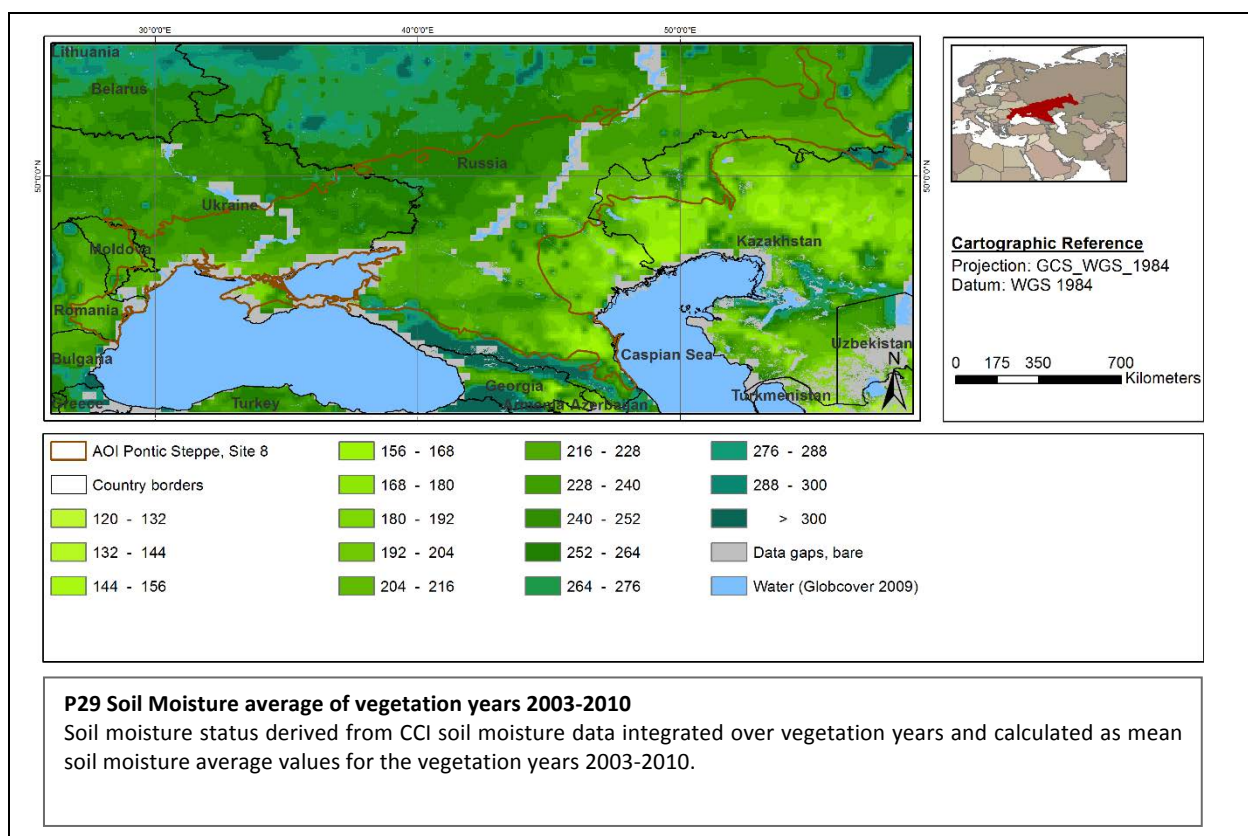 30°0'0"E 40°0'0"E 50°0'0"E
50°0'0"N 50°0'0"N
Lithuania
Belarus
Russia
Ukraine
Moldova
Kazakhstan
Romania
Uzbekistan
N
Bulgaria
Caspian Sea
Georgia
Turkmenistan
Greece
Turkey
Armenia Azerbaijan
Cartographic Reference
Projection: GCS_WGS_1984
Datum: WGS 1984
0 175 350 700
Kilometers
AOI Pontic Steppe, Site 8
Country borders
120 - 132
132 - 144
144 - 156
156 - 168
168 - 180
180 - 192
192 - 204
204 - 216
216 - 228
228 - 240
240 - 252
252 - 264
264 - 276
276 - 288
288 - 300
> 300
Data gaps, bare
Water (Globcover 2009)
P29 Soil Moisture average of vegetation years 2003-2010
Soil moisture status derived from CCI soil moisture data integrated over vegetation years and calculated as mean
soil moisture average values for the vegetation years 2003-2010.